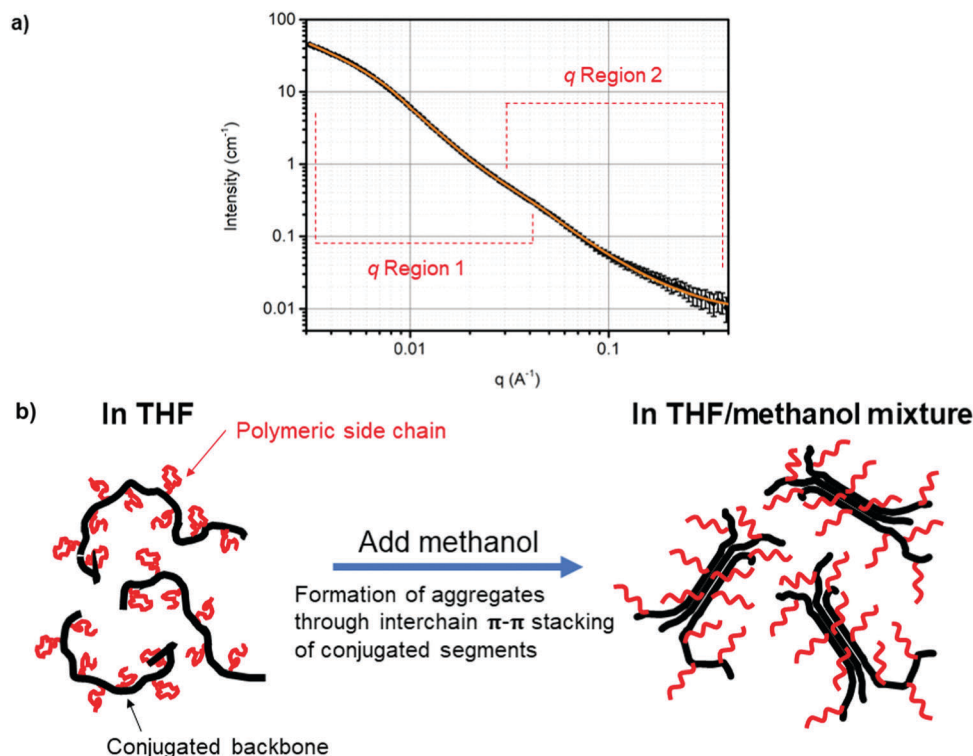 a)
100
10
1
0.1
0.01
Intensity (cm⁻¹)
q Region 2
q Region 1
0.01
0.1
q (A⁻¹)
b)
In THF
Polymeric side chain
Conjugated backbone
Add methanol
Formation of aggregates
through interchain π-π stacking
of conjugated segments
In THF/methanol mixture